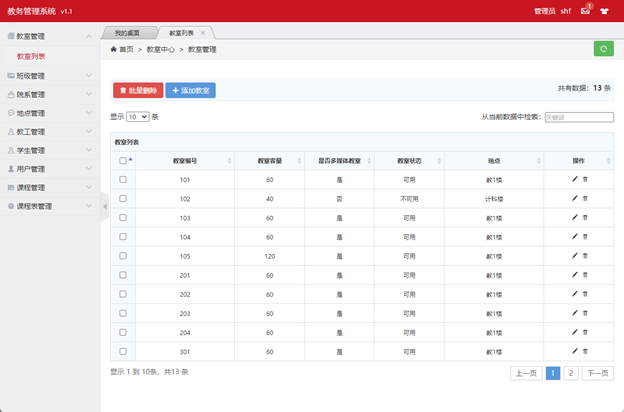 教务管理系统 v1.1
管理员 shf 1
教室管理
教室列表
班级管理
院系管理
地点管理
教工管理
学生管理
用户管理
课程管理
课程表管理
我的桌面 教室列表 ×
首页 > 教室中心 > 教室管理
批量删除 + 添加教室 共有数据：13 条
显示 10 条 从当前数据中检索： 关键词
教室列表
教室编号 教室容量 是否多媒体教室 教室状态 地点 操作
101 60 是 可用 教1楼
102 40 否 不可用 计科楼
103 60 是 可用 教1楼
104 60 是 可用 教1楼
105 120 是 可用 教1楼
201 60 是 可用 教1楼
202 60 是 可用 教1楼
203 60 是 可用 教1楼
204 60 是 可用 教1楼
301 60 是 可用 教1楼
显示 1 到 10条，共13 条 上一页 1 2 下一页